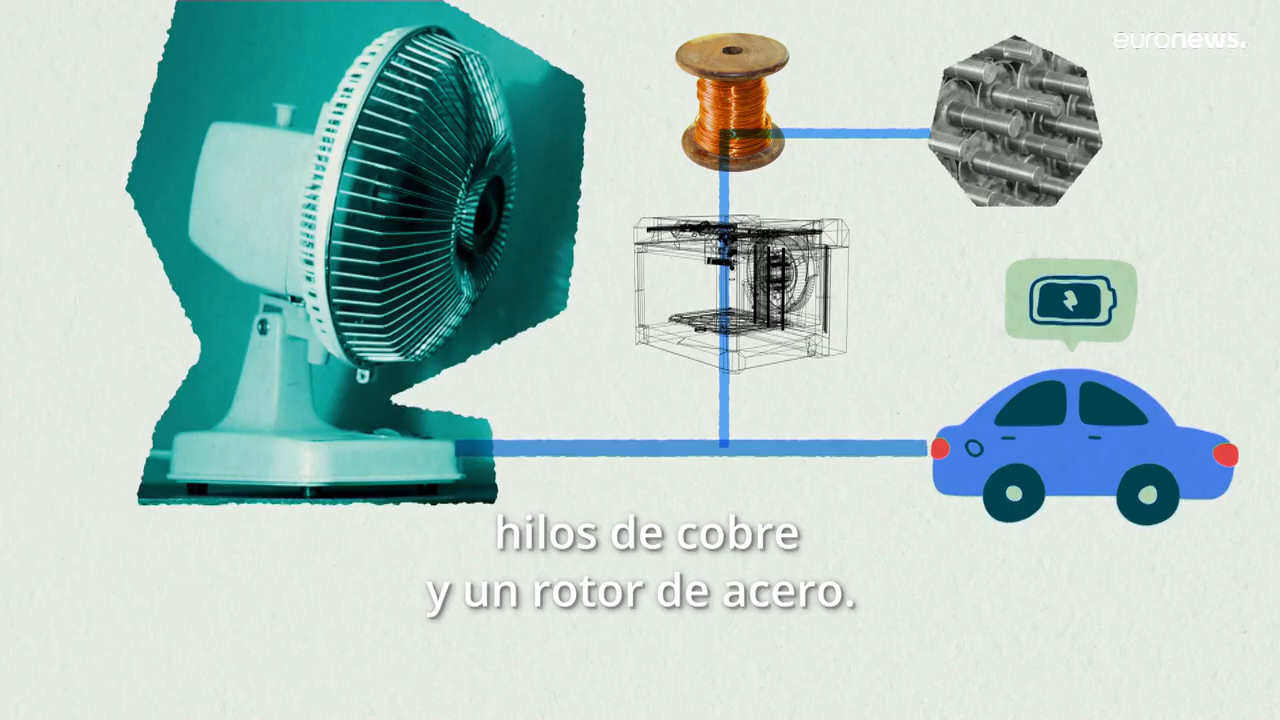 euronews.
hilos de cobre
y un rotor de acero.